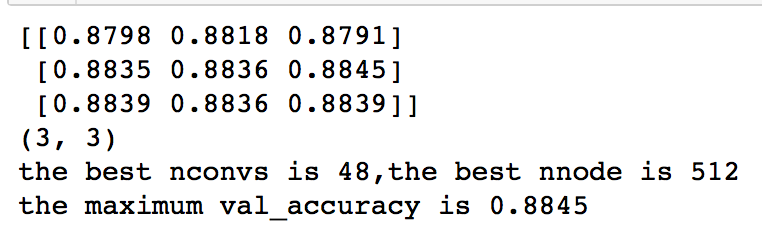 [[0.8798 0.8818 0.8791]
 [0.8835 0.8836 0.8845]
 [0.8839 0.8836 0.8839]]
(3, 3)
the best nconvs is 48,the best nnode is 512
the maximum val_accuracy is 0.8845